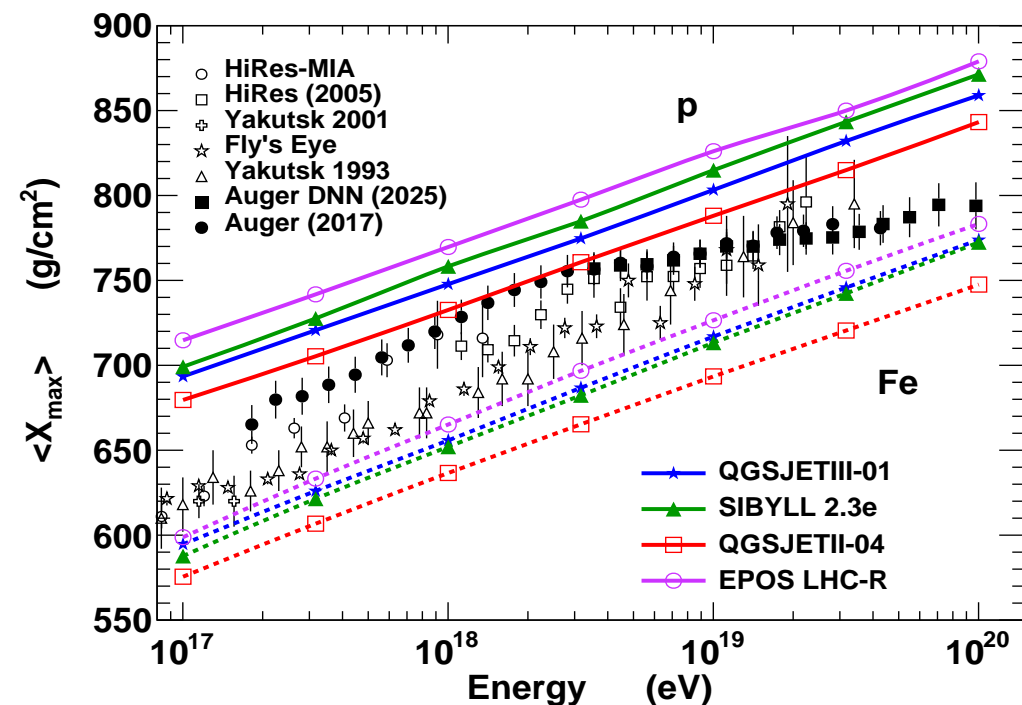 900
850
800
750
700
650
600
550
<X_max> (g/cm²)
HiRes-MIA
HiRes (2005)
Yakutsk 2001
Fly's Eye
Yakutsk 1993
Auger DNN (2025)
Auger (2017)
p
Fe
QGSJETIII-01
SIBYLL 2.3e
QGSJETII-04
EPOS LHC-R
10¹⁷ 10¹⁸ 10¹⁹ 10²⁰
Energy (eV)